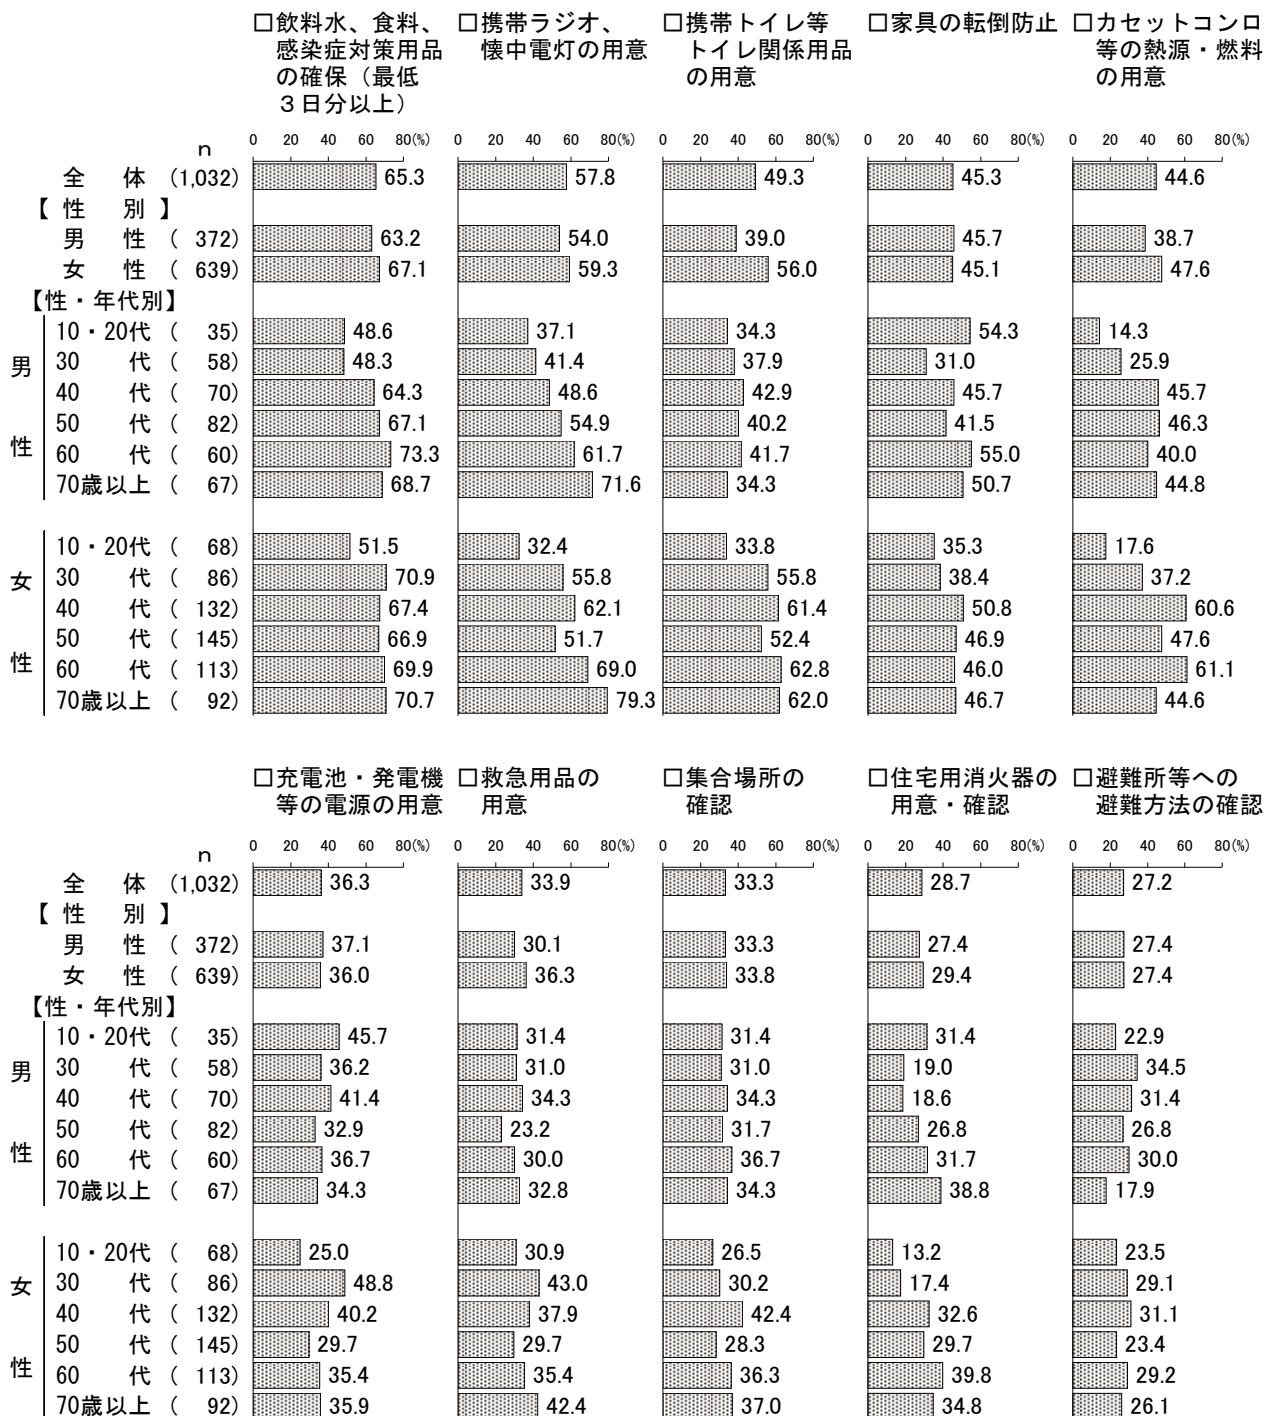 □飲料水、食料、 □携帯ラジオ、 □携帯トイレ等 □家具の転倒防止 □カセットコンロ
感染症対策用品 懐中電灯の用意 トイレ関係用品 等の熱源・燃料
の確保（最低 の用意 の用意
３日分以上）
n 0 20 40 60 80(%) 0 20 40 60 80(%) 0 20 40 60 80(%) 0 20 40 60 80(%) 0 20 40 60 80(%)
全 体 (1,032) 65.3 57.8 49.3 45.3 44.6
【 性 別 】
男 性 ( 372) 63.2 54.0 39.0 45.7 38.7
女 性 ( 639) 67.1 59.3 56.0 45.1 47.6
【性・年代別】
男性
10・20代 ( 35) 48.6 37.1 34.3 54.3 14.3
30 代 ( 58) 48.3 41.4 37.9 31.0 25.9
40 代 ( 70) 64.3 48.6 42.9 45.7 45.7
50 代 ( 82) 67.1 54.9 40.2 41.5 46.3
60 代 ( 60) 73.3 61.7 41.7 55.0 40.0
70歳以上 ( 67) 68.7 71.6 34.3 50.7 44.8
女性
10・20代 ( 68) 51.5 32.4 33.8 35.3 17.6
30 代 ( 86) 70.9 55.8 55.8 38.4 37.2
40 代 ( 132) 67.4 62.1 61.4 50.8 60.6
50 代 ( 145) 66.9 51.7 52.4 46.9 47.6
60 代 ( 113) 69.9 69.0 62.8 46.0 61.1
70歳以上 ( 92) 70.7 79.3 62.0 46.7 44.6
□充電池・発電機 □救急用品の □集合場所の □住宅用消火器の □避難所等への
等の電源の用意 用意 確認 用意・確認 避難方法の確認
n 0 20 40 60 80(%) 0 20 40 60 80(%) 0 20 40 60 80(%) 0 20 40 60 80(%) 0 20 40 60 80(%)
全 体 (1,032) 36.3 33.9 33.3 28.7 27.2
【 性 別 】
男 性 ( 372) 37.1 30.1 33.3 27.4 27.4
女 性 ( 639) 36.0 36.3 33.8 29.4 27.4
【性・年代別】
男性
10・20代 ( 35) 45.7 31.4 31.4 31.4 22.9
30 代 ( 58) 36.2 31.0 31.0 19.0 34.5
40 代 ( 70) 41.4 34.3 34.3 18.6 31.4
50 代 ( 82) 32.9 23.2 31.7 26.8 26.8
60 代 ( 60) 36.7 30.0 36.7 31.7 30.0
70歳以上 ( 67) 34.3 32.8 34.3 38.8 17.9
女性
10・20代 ( 68) 25.0 30.9 26.5 13.2 23.5
30 代 ( 86) 48.8 43.0 30.2 17.4 29.1
40 代 ( 132) 40.2 37.9 42.4 32.6 31.1
50 代 ( 145) 29.7 29.7 28.3 29.7 23.4
60 代 ( 113) 35.4 35.4 36.3 39.8 29.2
70歳以上 ( 92) 35.9 42.4 37.0 34.8 26.1